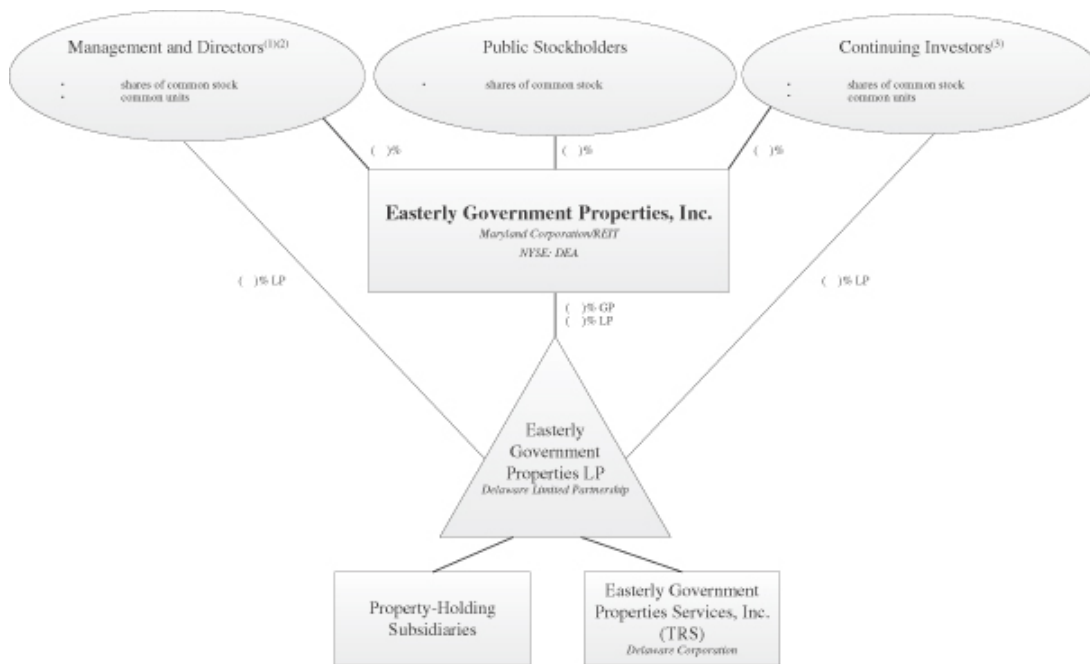 Management and Directors(1)(2)
• shares of common stock
• common units
Public Stockholders
• shares of common stock
Continuing Investors(3)
• shares of common stock
• common units
( )%
( )%
( )%
Easterly Government Properties, Inc.
Maryland Corporation/REIT
NYSE: DEA
( )% LP
( )% GP
( )% LP
( )% LP
Easterly
Government
Properties LP
Delaware Limited Partnership
Property-Holding
Subsidiaries
Easterly Government
Properties Services, Inc.
(TRS)
Delaware Corporation